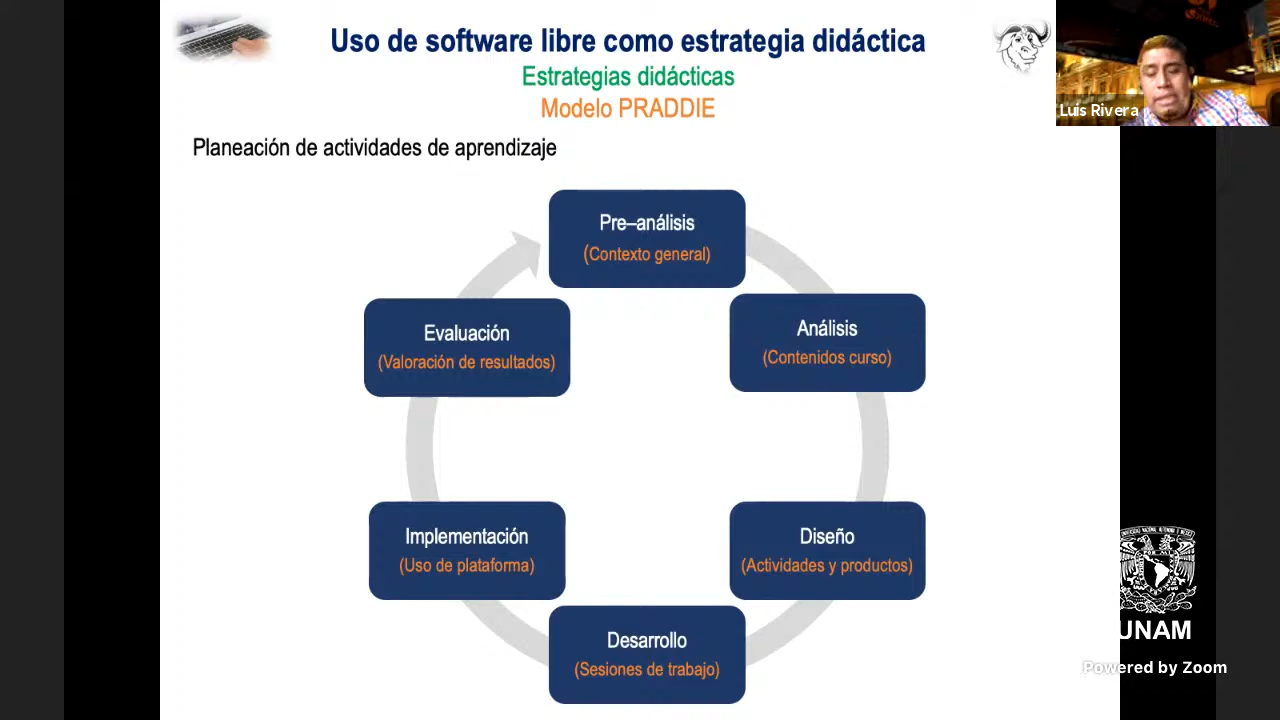 Uso de software libre como estrategia didáctica
Estrategias didácticas
Modelo PRADDIE
Luis Rivera
Planeación de actividades de aprendizaje
Pre–análisis
(Contexto general)
Análisis
(Contenidos curso)
Evaluación
(Valoración de resultados)
Diseño
(Actividades y productos)
Implementación
(Uso de plataforma)
Desarrollo
(Sesiones de trabajo)
UNAM
Powered by Zoom